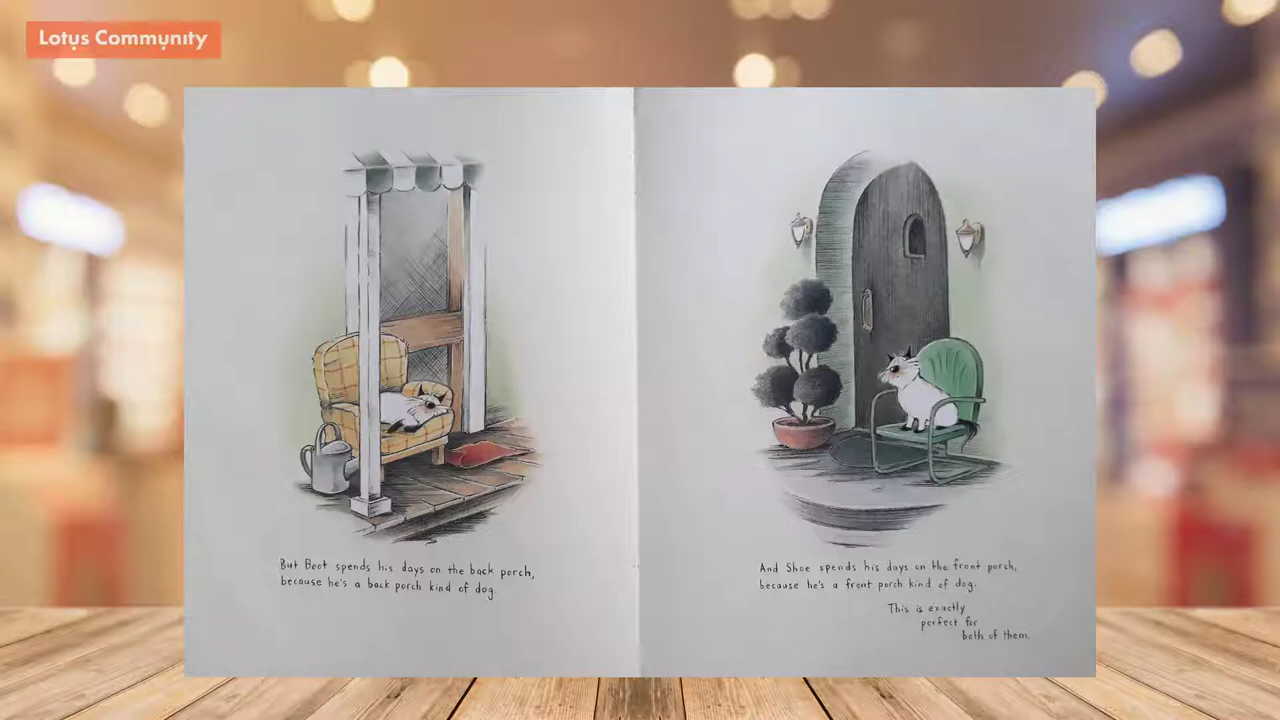 Lotus Community
But Boot spends his days on the back porch,
because he's a back porch kind of dog.
And Shoe spends his days on the front porch,
because he's a front porch kind of dog.
This is exactly
perfect for
both of them.